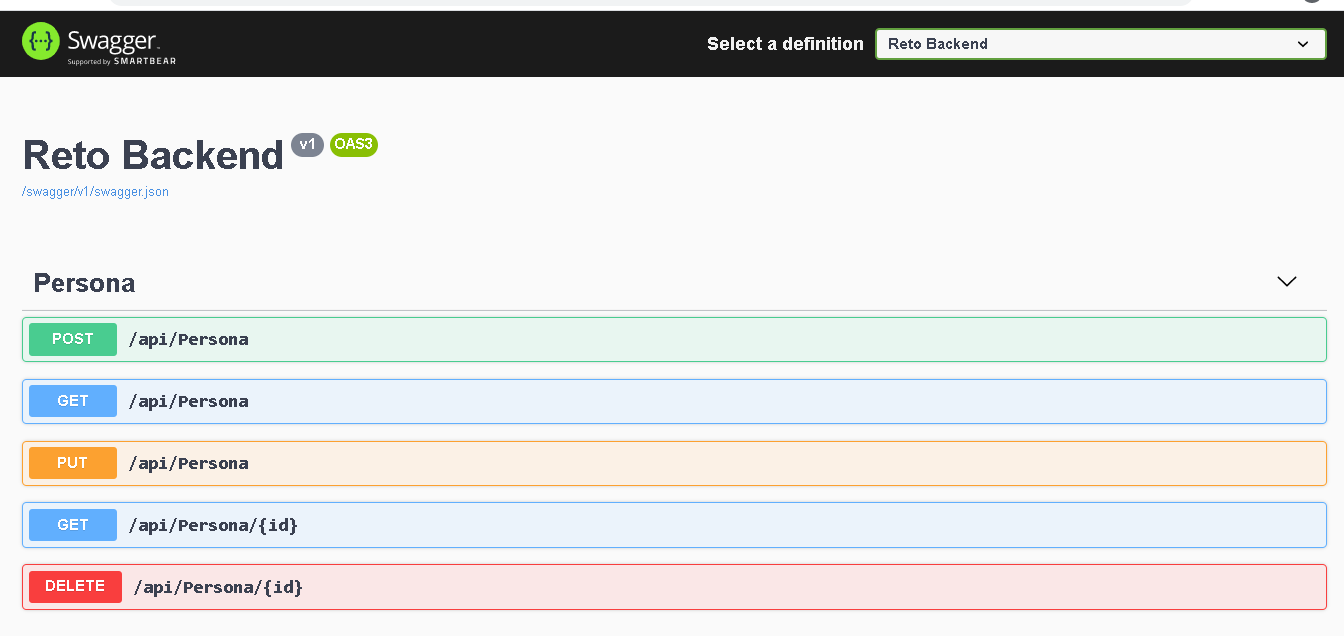 {···} Swagger
Supported by SMARTBEAR
Select a definition
Reto Backend
Reto Backend v1 OAS3
/swagger/v1/swagger.json
Persona
POST /api/Persona
GET /api/Persona
PUT /api/Persona
GET /api/Persona/{id}
DELETE /api/Persona/{id}